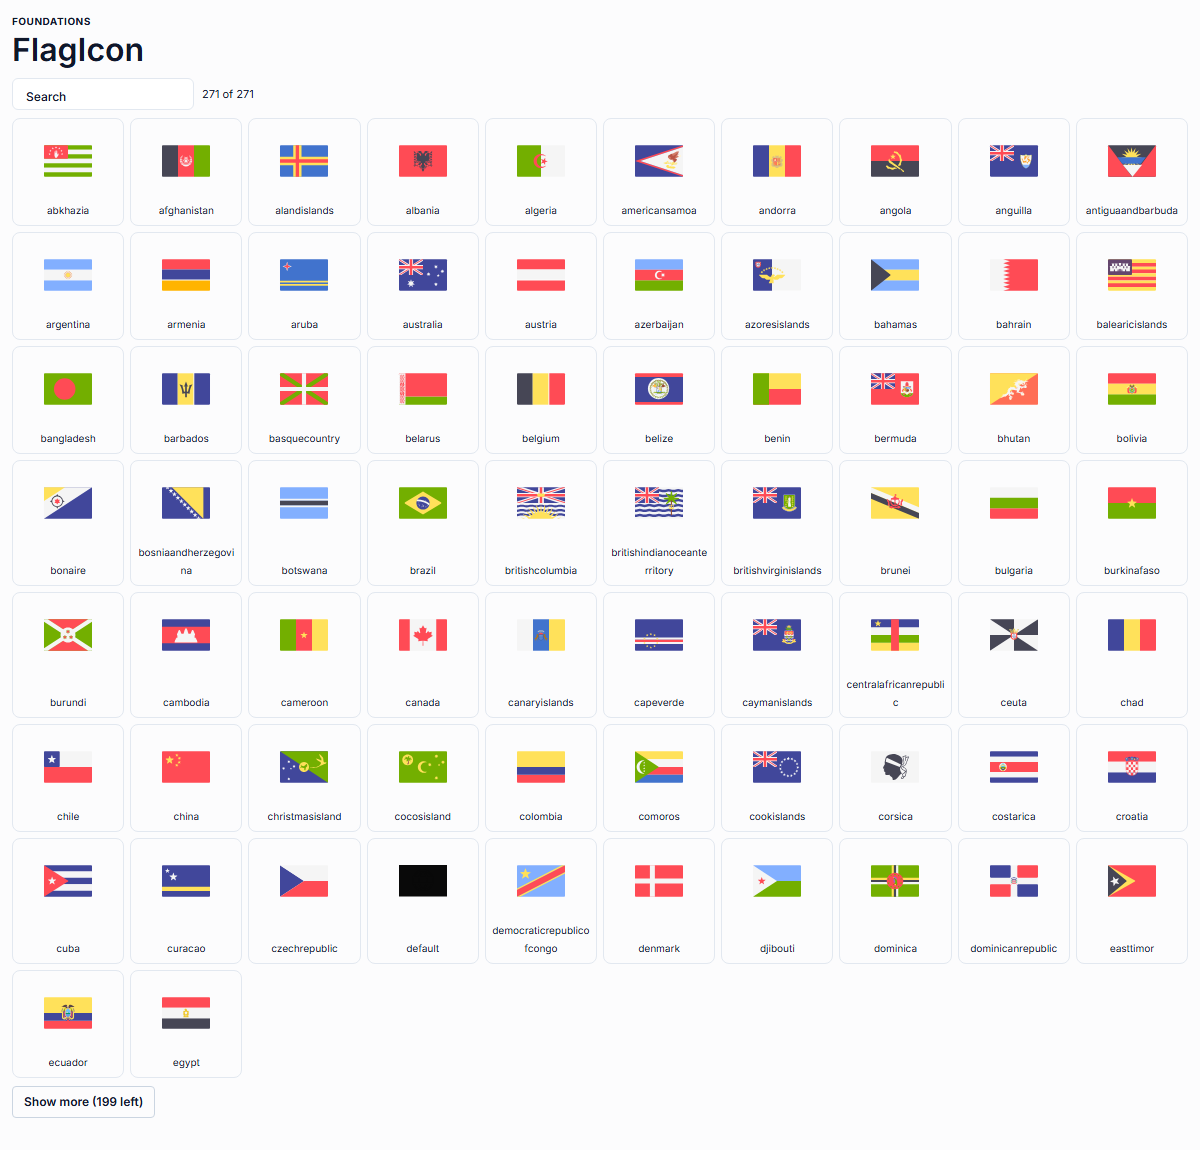 FOUNDATIONS
FlagIcon
Search
271 of 271
abkhazia
afghanistan
alandislands
albania
algeria
americansamoa
andorra
angola
anguilla
antiguaandbarbuda
argentina
armenia
aruba
australia
austria
azerbaijan
azoresislands
bahamas
bahrain
balearicislands
bangladesh
barbados
basquecountry
belarus
belgium
belize
benin
bermuda
bhutan
bolivia
bonaire
bosniaandherzegovi
na
botswana
brazil
britishcolumbia
britishindianoceante
rritory
britishvirginislands
brunei
bulgaria
burkinafaso
burundi
cambodia
cameroon
canada
canaryislands
capeverde
caymanislands
centralafricanrepubli
c
ceuta
chad
chile
china
christmasisland
cocosisland
colombia
comoros
cookislands
corsica
costarica
croatia
cuba
curacao
czechrepublic
default
democraticrepublico
fcongo
denmark
djibouti
dominica
dominicanrepublic
easttimor
ecuador
egypt
Show more (199 left)